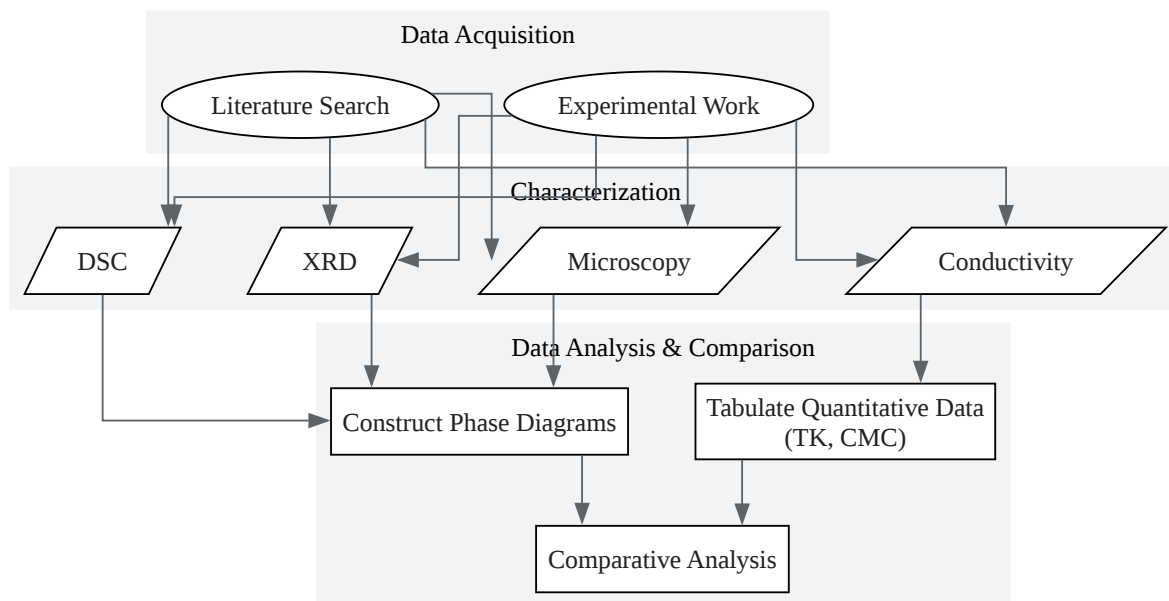 Data Acquisition
Literature Search
Experimental Work
Characterization
DSC
XRD
Microscopy
Conductivity
Data Analysis & Comparison
Construct Phase Diagrams
Tabulate Quantitative Data
(TK, CMC)
Comparative Analysis